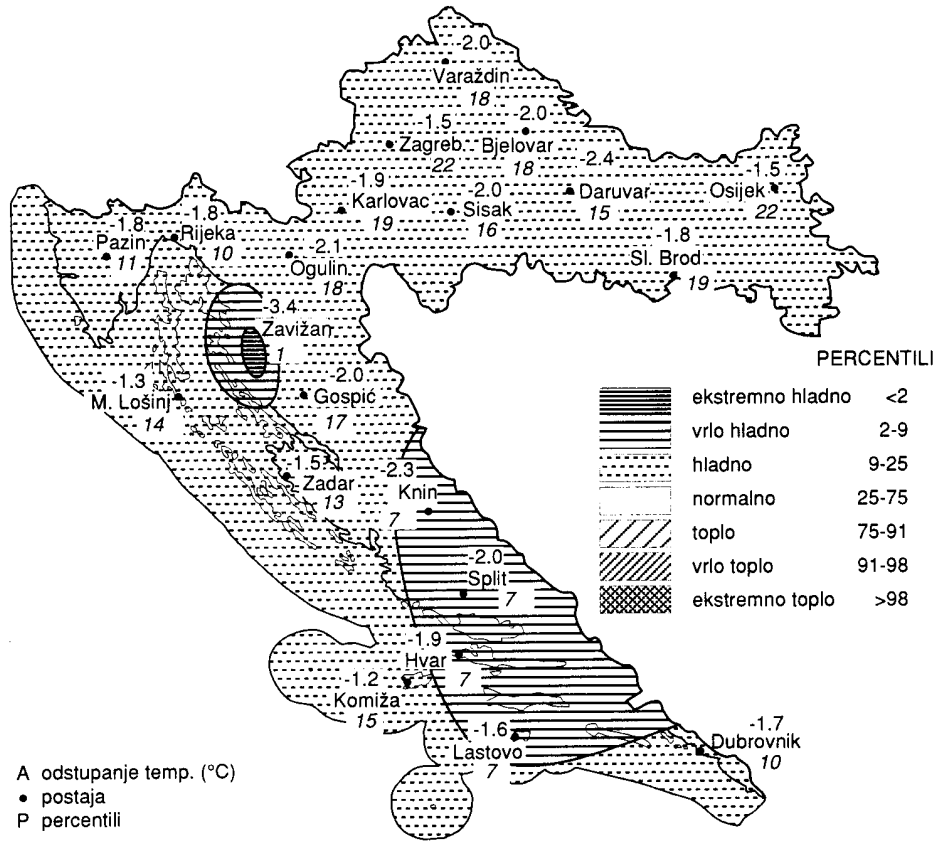 -2.0
Varaždin
18
-1.5
Zagreb
22
-2.0
Bjelovar
18
-2.4
Daruvar
15
-1.5
Osijek
22
-1.9
Karlovac
19
-2.0
Sisak
16
-1.8
Sl. Brod
19
-1.8
Pazin
11
-1.8
Rijeka
10
-2.1
Ogulin
18
-3.4
Zavižan
1
-1.3
M. Lošinj
14
-2.0
Gospić
17
-1.5
Zadar
13
-2.3
Knin
7
-2.0
Split
7
-1.9
Hvar
7
-1.2
Komiža
15
-1.6
Lastovo
7
-1.7
Dubrovnik
10
PERCENTILI
ekstremno hladno <2
vrlo hladno 2-9
hladno 9-25
normalno 25-75
toplo 75-91
vrlo toplo 91-98
ekstremno toplo >98
A odstupanje temp. (°C)
• postaja
P percentili